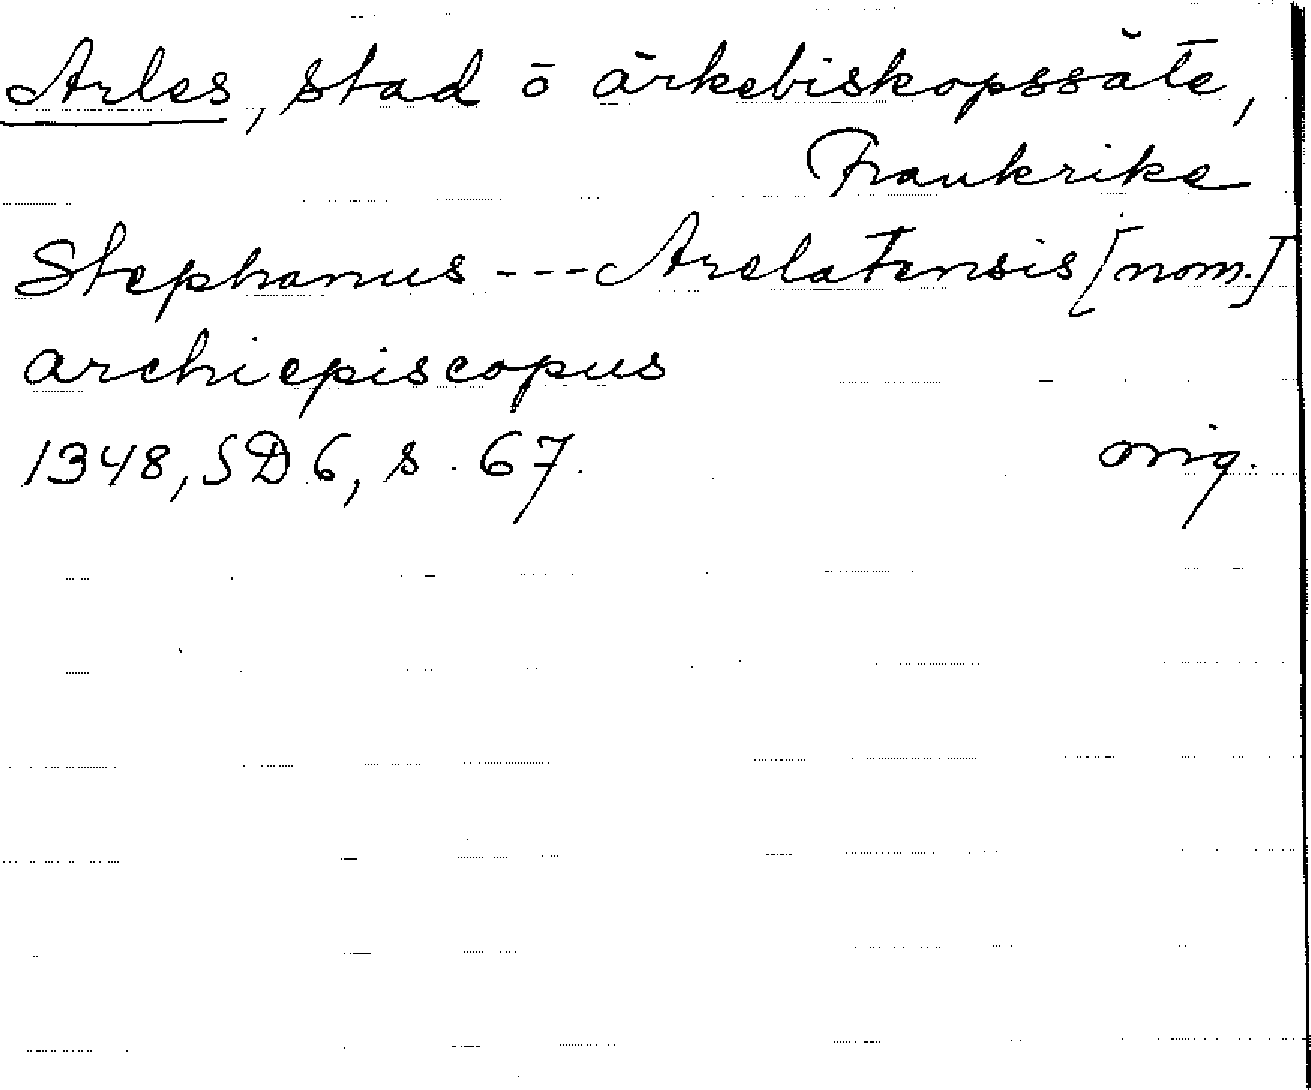 Arles, stad ö ärkebiskopssäte,
Frankrike
Stephanus --- Arelatensis [nom.]
archiepiscopus
1348, SD 6, s. 67. orig.